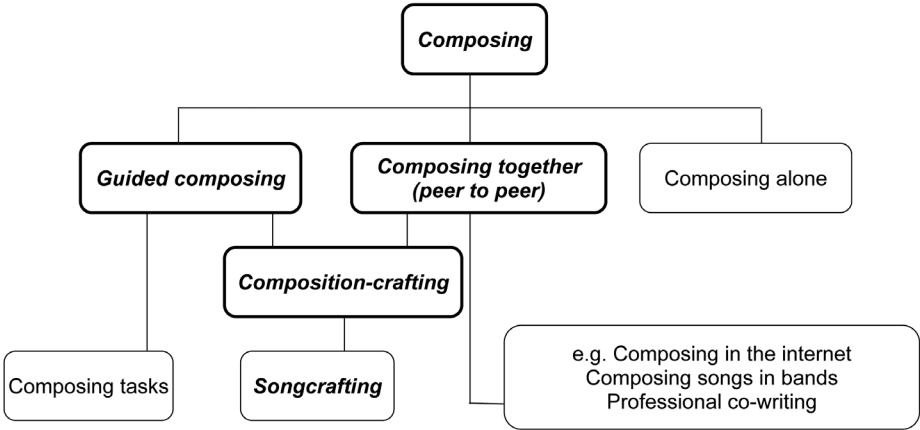 Composing
Guided composing
Composing together
(peer to peer)
Composing alone
Composition-crafting
Composing tasks
Songcrafting
e.g. Composing in the internet
Composing songs in bands
Professional co-writing